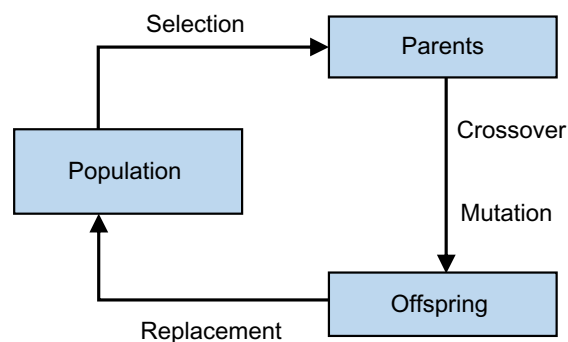 Selection
Parents
Crossover
Population
Mutation
Offspring
Replacement